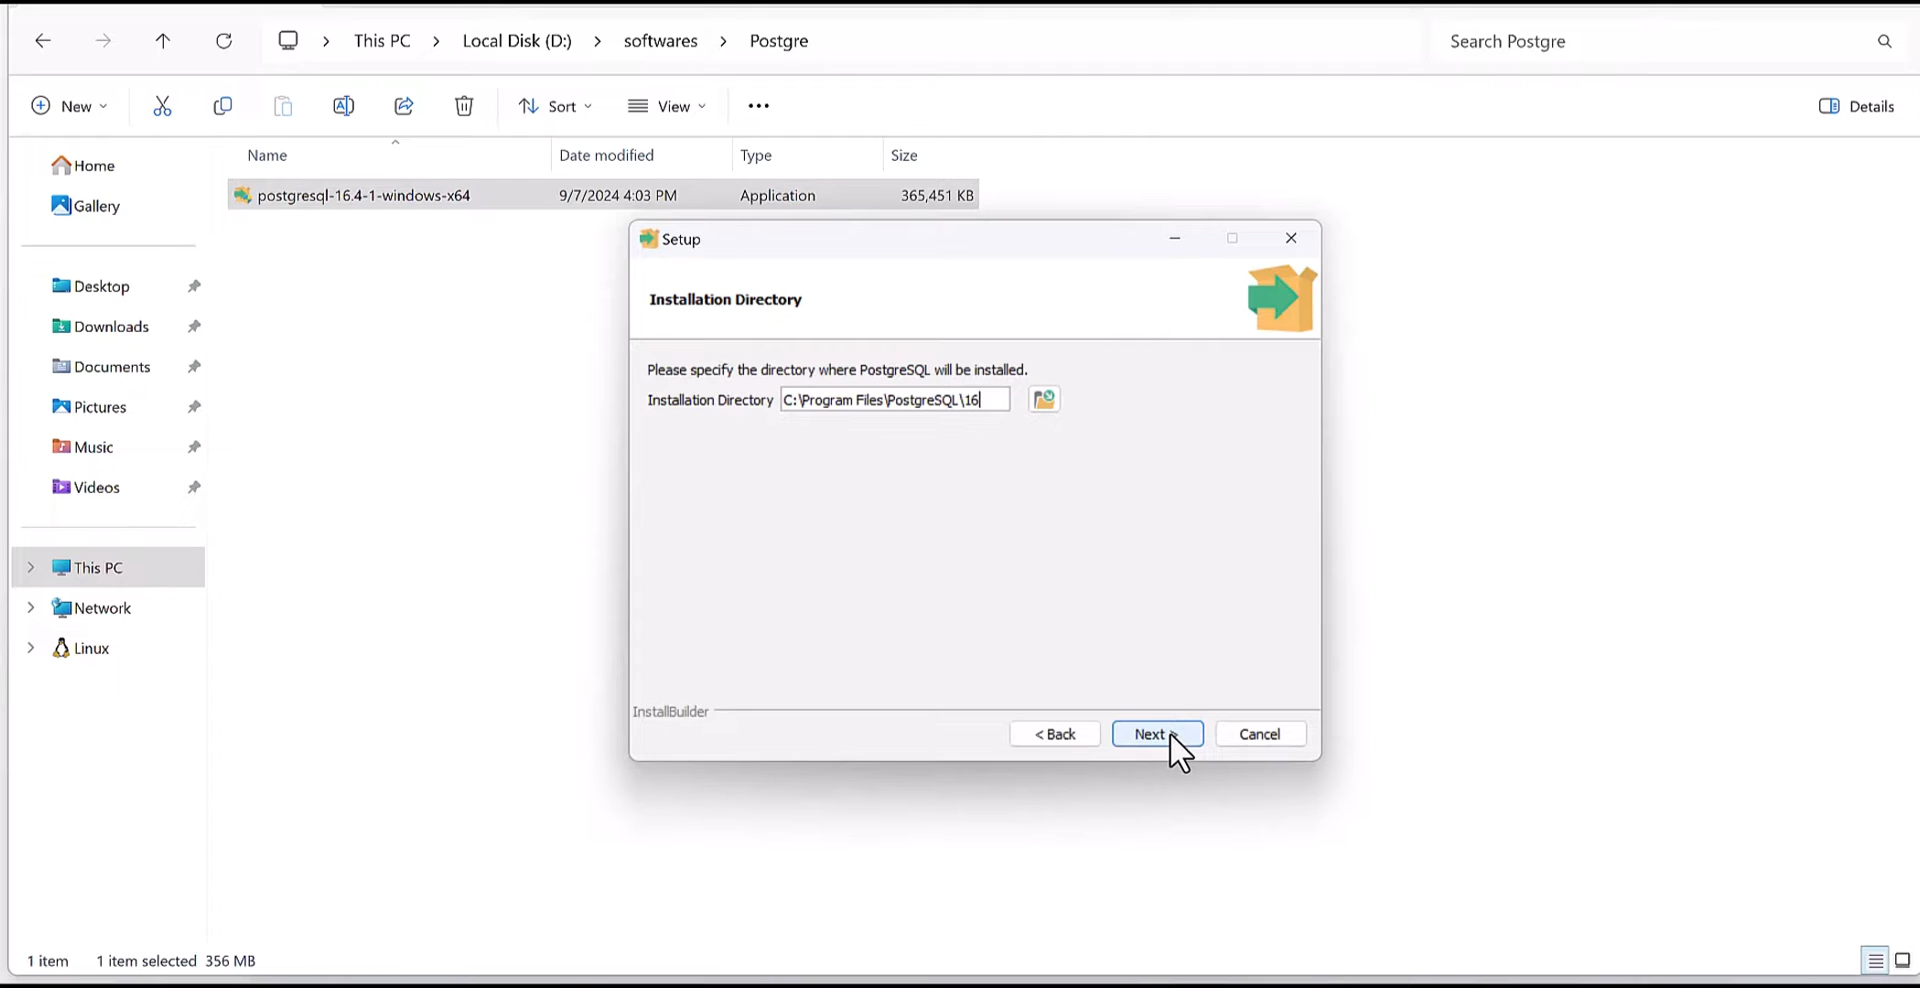 This PC > Local Disk (D:) > softwares > Postgre
Search Postgre
New
Sort
View
Details
Name
Date modified
Type
Size
postgresql-16.4-1-windows-x64
9/7/2024 4:03 PM
Application
365,451 KB
Home
Gallery
Desktop
Downloads
Documents
Pictures
Music
Videos
This PC
Network
Linux
Setup
Installation Directory
Please specify the directory where PostgreSQL will be installed.
Installation Directory C:\Program Files\PostgreSQL\16
InstallBuilder
< Back
Next >
Cancel
1 item
1 item selected 356 MB